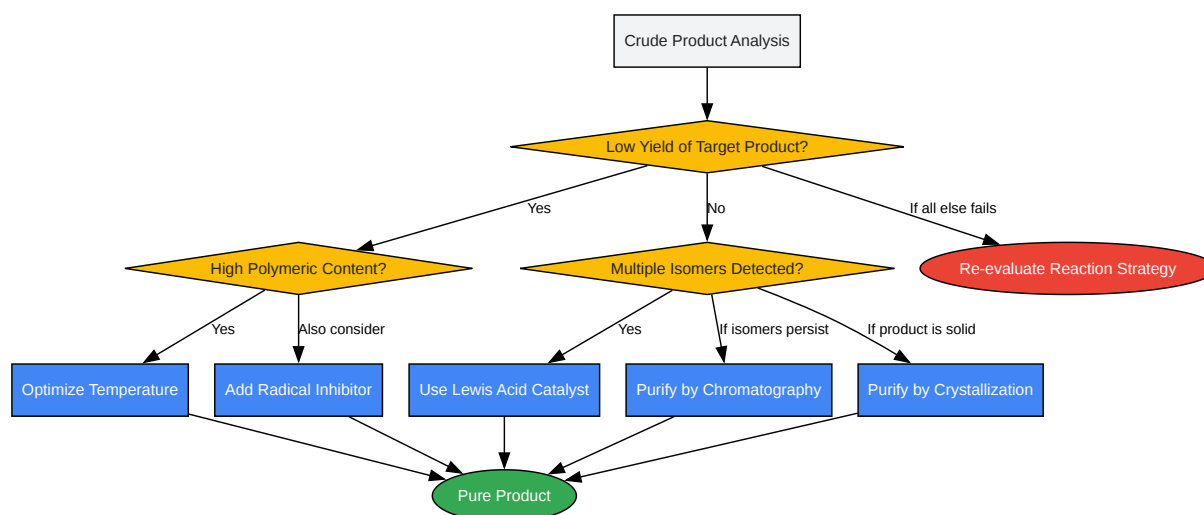 Crude Product Analysis
Low Yield of Target Product?
Yes
No
If all else fails
High Polymeric Content?
Multiple Isomers Detected?
Re-evaluate Reaction Strategy
Yes
Also consider
Yes
If isomers persist
If product is solid
Optimize Temperature
Add Radical Inhibitor
Use Lewis Acid Catalyst
Purify by Chromatography
Purify by Crystallization
Pure Product